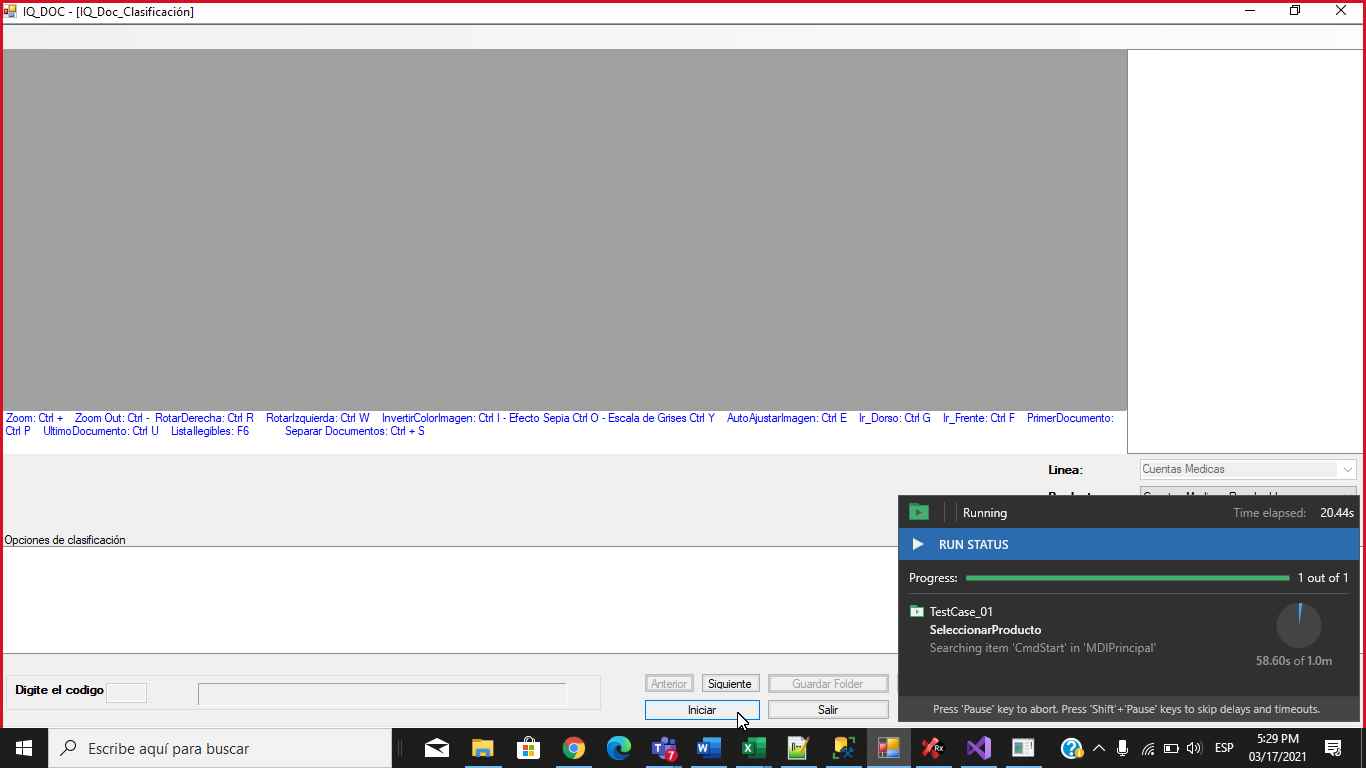 IQ_DOC - [IQ_Doc_Clasificación]
Zoom: Ctrl + Zoom Out: Ctrl - RotarDerecha: Ctrl R RotarIzquierda: Ctrl W InvertirColorImagen: Ctrl I - Efecto Sepia Ctrl O - Escala de Grises Ctrl Y AutoAjustarImagen: Ctrl E Ir_Dorso: Ctrl G Ir_Frente: Ctrl F PrimerDocumento:
Ctrl P UltimoDocumento: Ctrl U ListaIlegibles: F6 Separar Documentos: Ctrl + S
Linea: Cuentas Medicas
Opciones de clasificación
Running Time elapsed: 20.44s
RUN STATUS
Progress: 1 out of 1
TestCase_01
SeleccionarProducto
Searching item 'CmdStart' in 'MDIPrincipal'
58.60s of 1.0m
Press 'Pause' key to abort. Press 'Shift'+'Pause' keys to skip delays and timeouts.
Digite el codigo
Anterior Siguiente Guardar Folder
Iniciar Salir
Escribe aquí para buscar
7
Rx
ESP
5:29 PM
03/17/2021